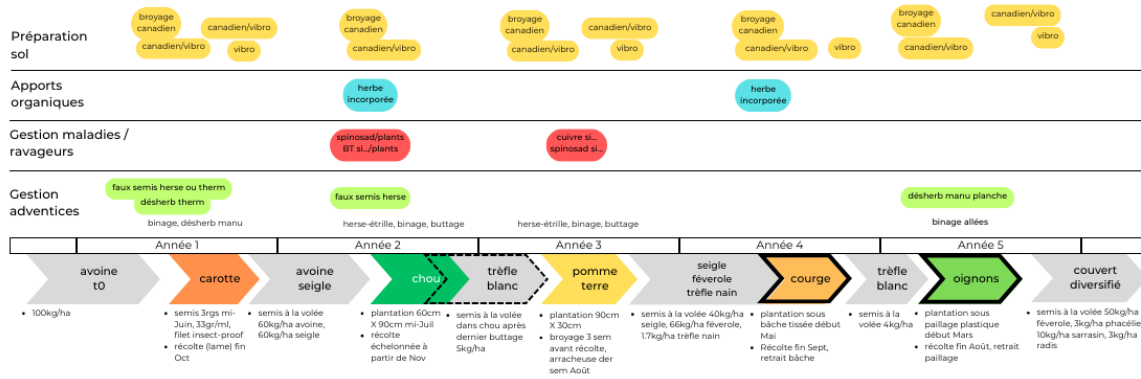 Préparation
sol
broyage
canadien
canadien/vibro
canadien/vibro
vibro
broyage
canadien
canadien/vibro
broyage
canadien
canadien/vibro
canadien/vibro
vibro
broyage
canadien
canadien/vibro
vibro
broyage
canadien
canadien/vibro
canadien/vibro
vibro
Apports
organiques
herbe
incorporée
herbe
incorporée
Gestion maladies /
ravageurs
spinosad/plants
BT si../plants
cuivre si...
spinosad si...
Gestion
adventices
faux semis herse ou therm
désherb therm
binage, désherb manu
faux semis herse
herse-étrille, binage, buttage
herse-étrille, binage, buttage
désherb manu planche
binage allées
Année 1
Année 2
Année 3
Année 4
Année 5
avoine
t0
carotte
avoine
seigle
chou
trèfle
blanc
pomme
terre
seigle
féverole
trèfle nain
courge
trèfle
blanc
oignons
couvert
diversifié
• 100kg/ha
• semis 3rgs mi-
Juin, 33gr/ml,
filet insect-proof
• récolte (lame) fin
Oct
• semis à la volée
60kg/ha avoine,
60kg/ha seigle
• plantation 60cm
X 90cm mi-Juil
• récolte
échelonnée à
partir de Nov
• semis à la volée
dans chou après
dernier buttage
5kg/ha
• plantation 90cm
X 30cm
• broyage 3 sem
avant récolte,
arracheuse der
sem Août
• semis à la volée 40kg/ha
seigle, 66kg/ha féverole,
1.7kg/ha trèfle nain
• plantation sous
bâche tissée début
Mai
• Récolte fin Sept,
retrait bâche
• semis à la
volée 4kg/ha
• plantation sous
paillage plastique
début Mars
• récolte fin Août, retrait
paillage
• semis à la volée 50kg/ha
féverole, 3kg/ha phacélie
10kg/ha sarrasin, 3kg/ha
radis